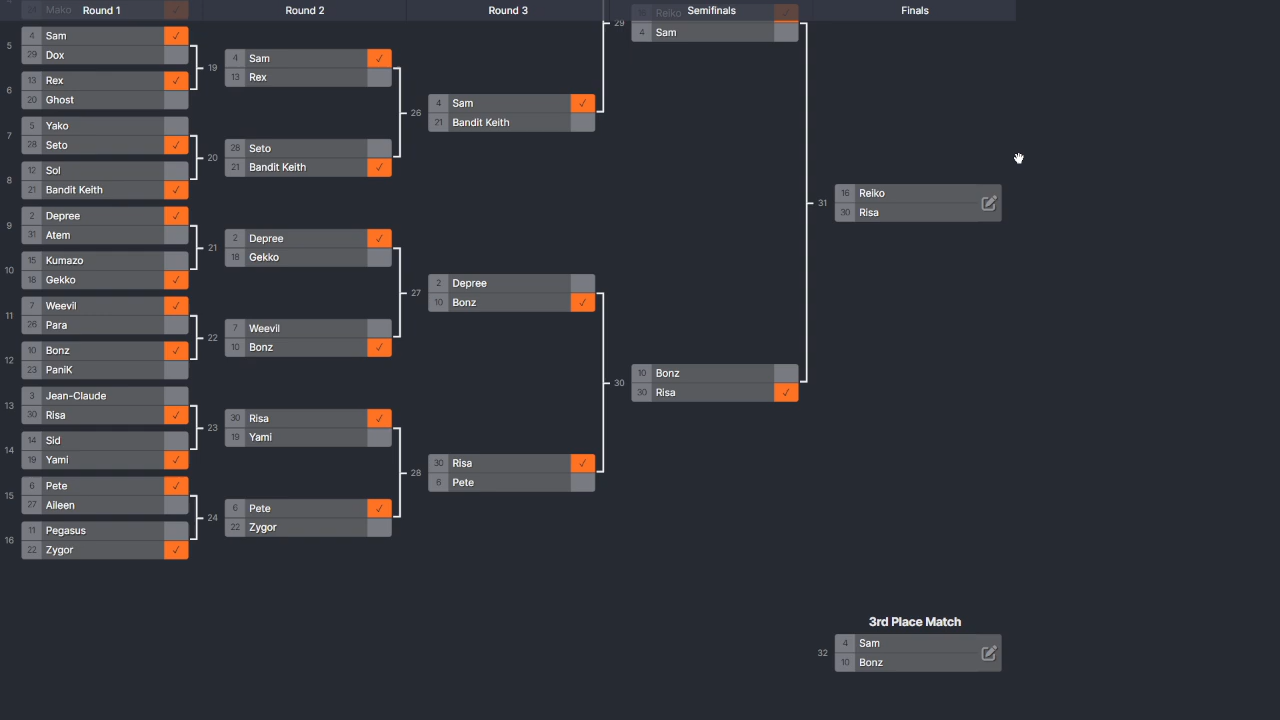 Round 1
Round 2
Round 3
Semifinals
Finals
24 Mako ✓
5
4 Sam ✓
29 Dox
6
13 Rex ✓
20 Ghost
7
5 Yako
28 Seto ✓
8
12 Sol
21 Bandit Keith ✓
9
2 Depree ✓
31 Atem
10
15 Kumazo
18 Gekko ✓
11
7 Weevil ✓
26 Para
12
10 Bonz ✓
23 PaniK
13
3 Jean-Claude
30 Risa ✓
14
14 Sid
19 Yami ✓
15
6 Pete ✓
27 Aileen
16
11 Pegasus
22 Zygor ✓
19
4 Sam ✓
13 Rex
20
28 Seto
21 Bandit Keith ✓
21
2 Depree ✓
18 Gekko
22
7 Weevil
10 Bonz ✓
23
30 Risa ✓
19 Yami
24
6 Pete ✓
22 Zygor
26
4 Sam ✓
21 Bandit Keith
27
2 Depree
10 Bonz ✓
28
30 Risa ✓
6 Pete
29
16 Reiko ✓
4 Sam
30
10 Bonz
30 Risa ✓
31
16 Reiko
30 Risa
3rd Place Match
32
4 Sam
10 Bonz